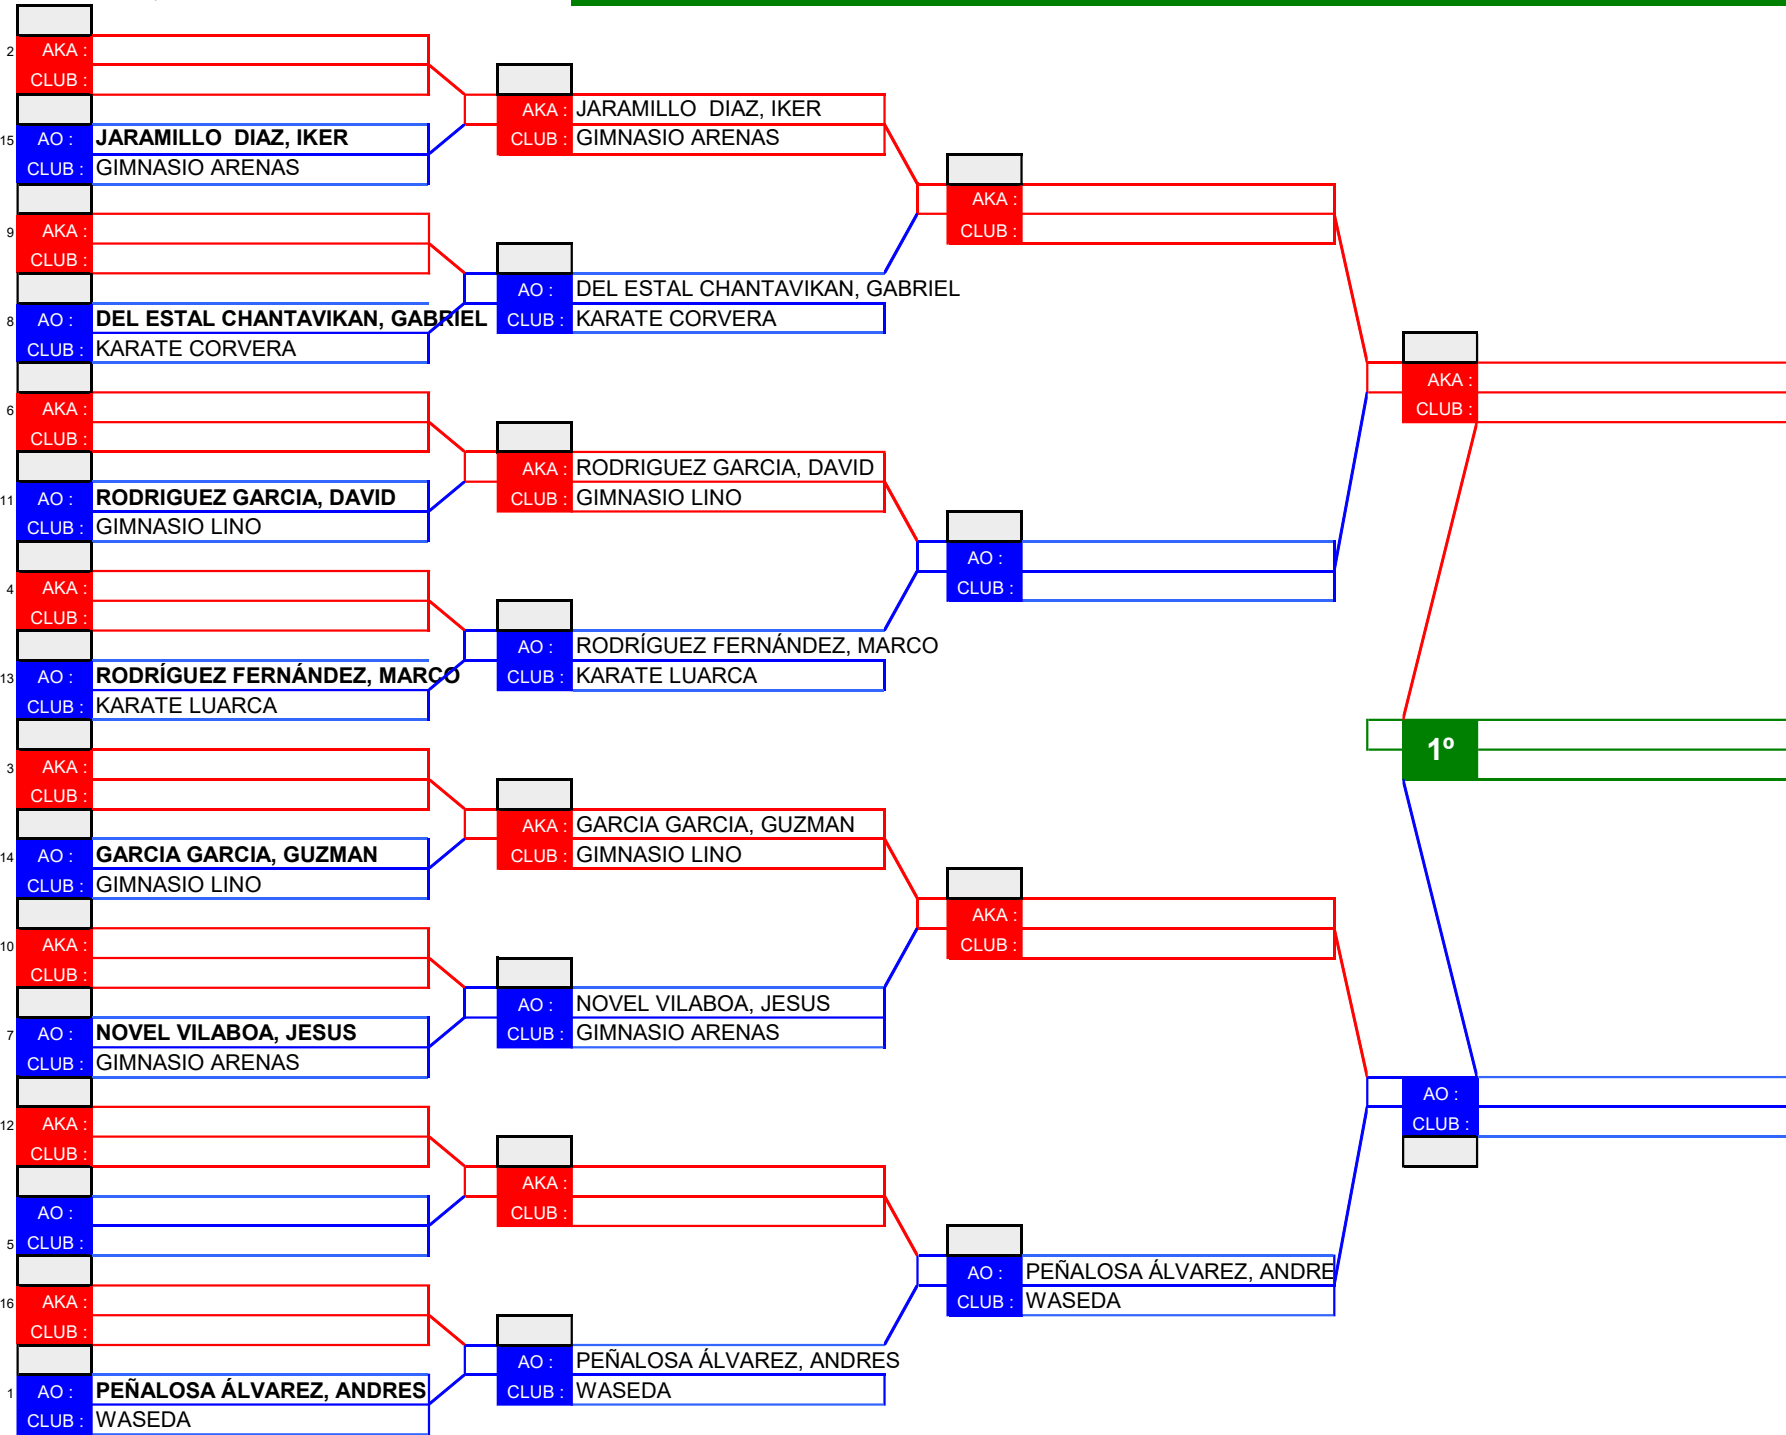 2 AKA :
CLUB :
15 AO : JARAMILLO  DIAZ, IKER
CLUB : GIMNASIO ARENAS
9 AKA :
CLUB :
8 AO : DEL ESTAL CHANTAVIKAN, GABRIEL
CLUB : KARATE CORVERA
6 AKA :
CLUB :
11 AO : RODRIGUEZ GARCIA, DAVID
CLUB : GIMNASIO LINO
4 AKA :
CLUB :
13 AO : RODRÍGUEZ FERNÁNDEZ, MARCO
CLUB : KARATE LUARCA
3 AKA :
CLUB :
14 AO : GARCIA GARCIA, GUZMAN
CLUB : GIMNASIO LINO
10 AKA :
CLUB :
7 AO : NOVEL VILABOA, JESUS
CLUB : GIMNASIO ARENAS
12 AKA :
CLUB :
AO :
5 CLUB :
16 AKA :
CLUB :
1 AO : PEÑALOSA ÁLVAREZ, ANDRES
CLUB : WASEDA
AKA : JARAMILLO  DIAZ, IKER
CLUB : GIMNASIO ARENAS
AO : DEL ESTAL CHANTAVIKAN, GABRIEL
CLUB : KARATE CORVERA
AKA : RODRIGUEZ GARCIA, DAVID
CLUB : GIMNASIO LINO
AO : RODRÍGUEZ FERNÁNDEZ, MARCO
CLUB : KARATE LUARCA
AKA : GARCIA GARCIA, GUZMAN
CLUB : GIMNASIO LINO
AO : NOVEL VILABOA, JESUS
CLUB : GIMNASIO ARENAS
AKA :
CLUB :
AO : PEÑALOSA ÁLVAREZ, ANDRES
CLUB : WASEDA
AKA :
CLUB :
AO :
CLUB :
AKA :
CLUB :
AO : PEÑALOSA ÁLVAREZ, ANDRE
CLUB : WASEDA
AKA :
CLUB :
1º
AO :
CLUB :